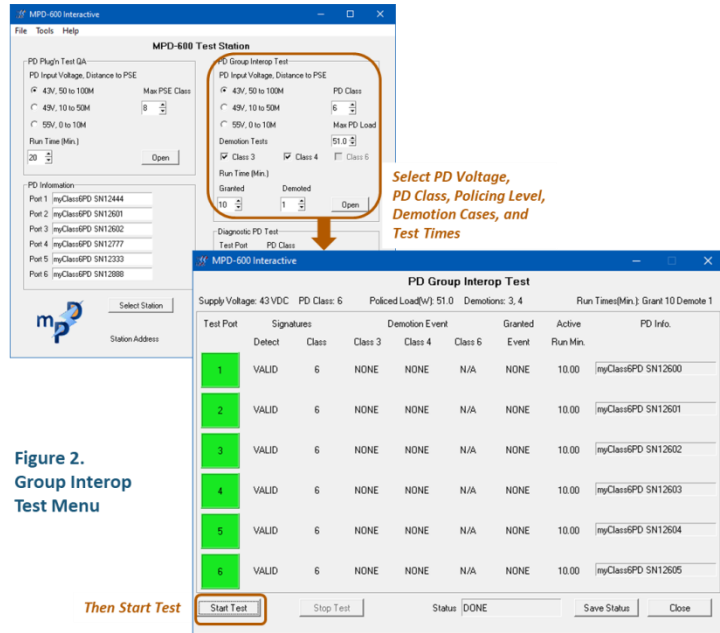 MPD-600 Interactive
File Tools Help
MPD-600 Test Station
PD Plug'n Test QA
PD Input Voltage, Distance to PSE
43V, 50 to 100M
Max PSE Class
49V, 10 to 50M
8
55V, 0 to 10M
Run Time (Min.)
20
Open
PD Group Interop Test
PD Input Voltage, Distance to PSE
43V, 50 to 100M
PD Class
49V, 10 to 50M
6
55V, 0 to 10M
Max PD Load
Demotion Tests
51.0
Class 3 Class 4 Class 6
Run Time (Min.)
Granted Demoted
10 1 Open
PD Information
Port 1 myClass6PD SN12444
Port 2 myClass6PD SN12601
Port 3 myClass6PD SN12602
Port 4 myClass6PD SN12777
Port 5 myClass6PD SN12333
Port 6 myClass6PD SN12888
Diagnostic PD Test
Test Port PD Class
mPD
Select Station
Station Address
Select PD Voltage,
PD Class, Policing Level,
Demotion Cases, and
Test Times
MPD-600 Interactive
PD Group Interop Test
Supply Voltage: 43 VDC PD Class: 6 Policed Load(W): 51.0 Demotions: 3, 4 Run Times(Min.): Grant 10 Demote 1
Test Port Signatures Demotion Event Granted Active PD Info.
Detect Class Class 3 Class 4 Class 6 Event Run Min.
1 VALID 6 NONE NONE N/A NONE 10.00 myClass6PD SN12600
2 VALID 6 NONE NONE N/A NONE 10.00 myClass6PD SN12601
3 VALID 6 NONE NONE N/A NONE 10.00 myClass6PD SN12602
4 VALID 6 NONE NONE N/A NONE 10.00 myClass6PD SN12603
5 VALID 6 NONE NONE N/A NONE 10.00 myClass6PD SN12604
6 VALID 6 NONE NONE N/A NONE 10.00 myClass6PD SN12605
Start Test Stop Test Status DONE Save Status Close
Figure 2.
Group Interop
Test Menu
Then Start Test